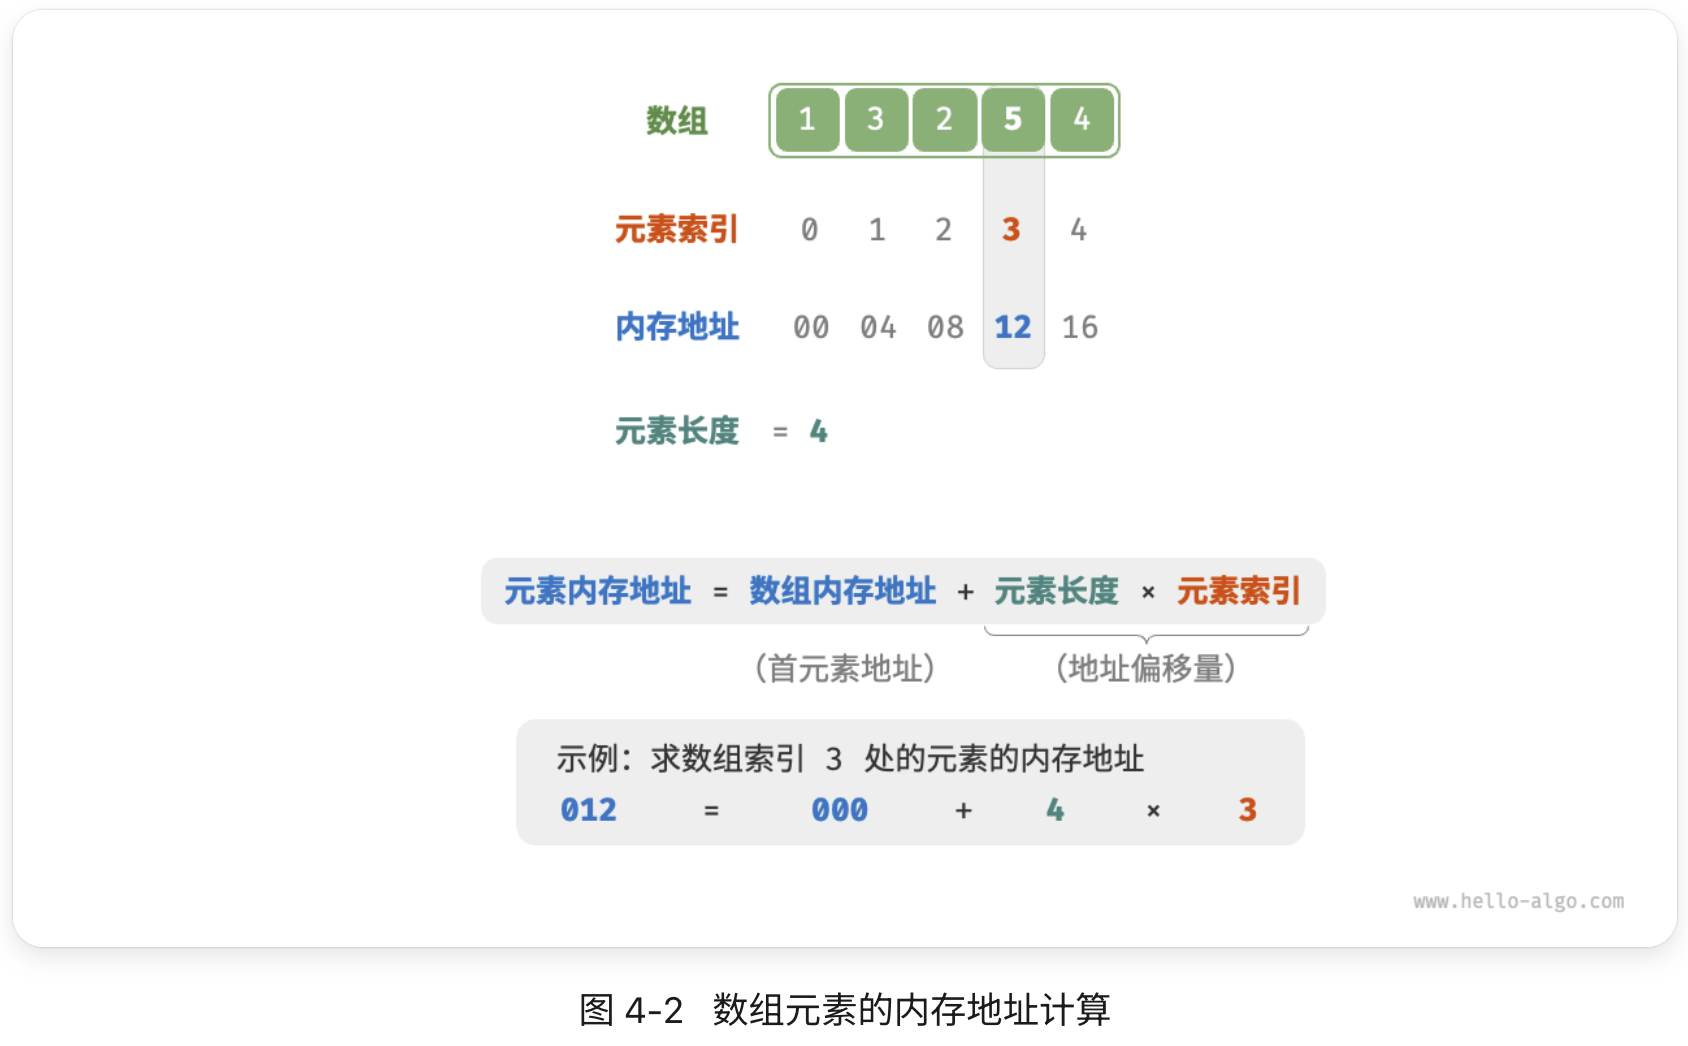 数组 1 3 2 5 4
元素索引 0 1 2 3 4
内存地址 00 04 08 12 16
元素长度 = 4
元素内存地址 = 数组内存地址 + 元素长度 × 元素索引
（首元素地址） （地址偏移量）
示例：求数组索引 3 处的元素的内存地址
012 = 000 + 4 × 3
www.hello-algo.com
图 4-2 数组元素的内存地址计算